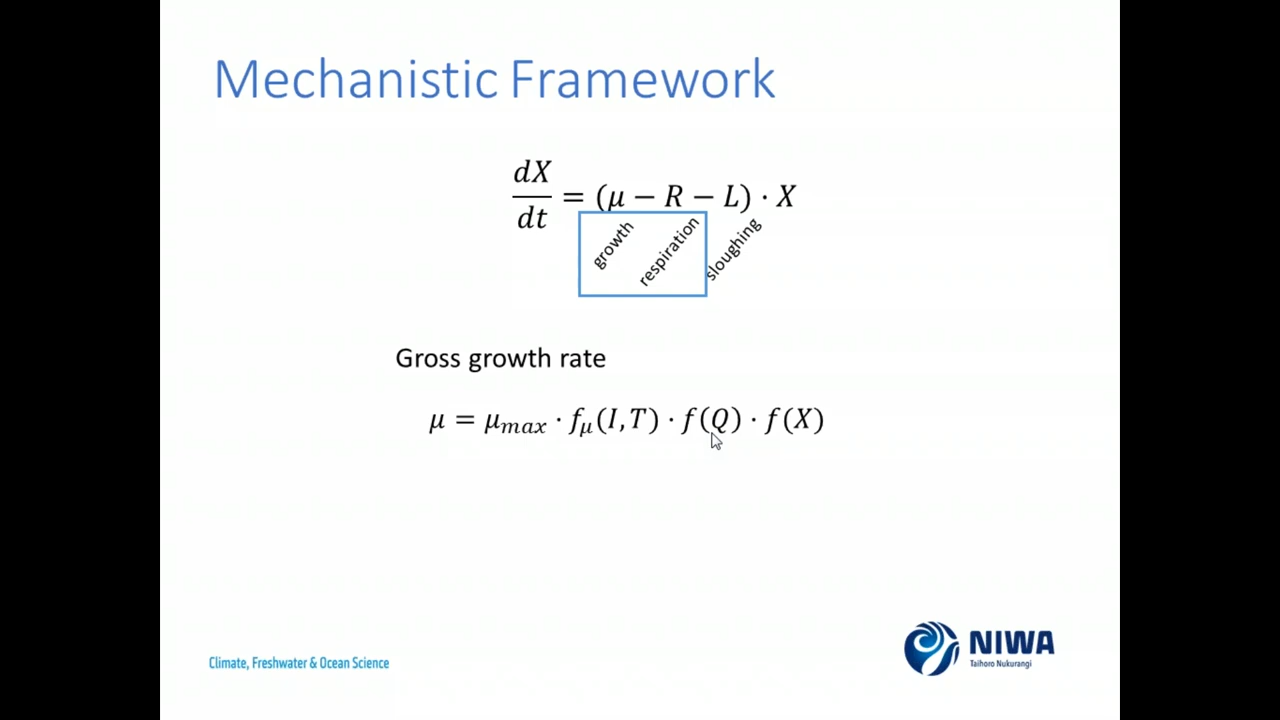 Mechanistic Framework
dX/dt = (μ − R − L) · X
growth
respiration
sloughing
Gross growth rate
μ = μ_max · f_μ(I, T) · f(Q) · f(X)
Climate, Freshwater & Ocean Science
NIWA
Taihoro Nukurangi